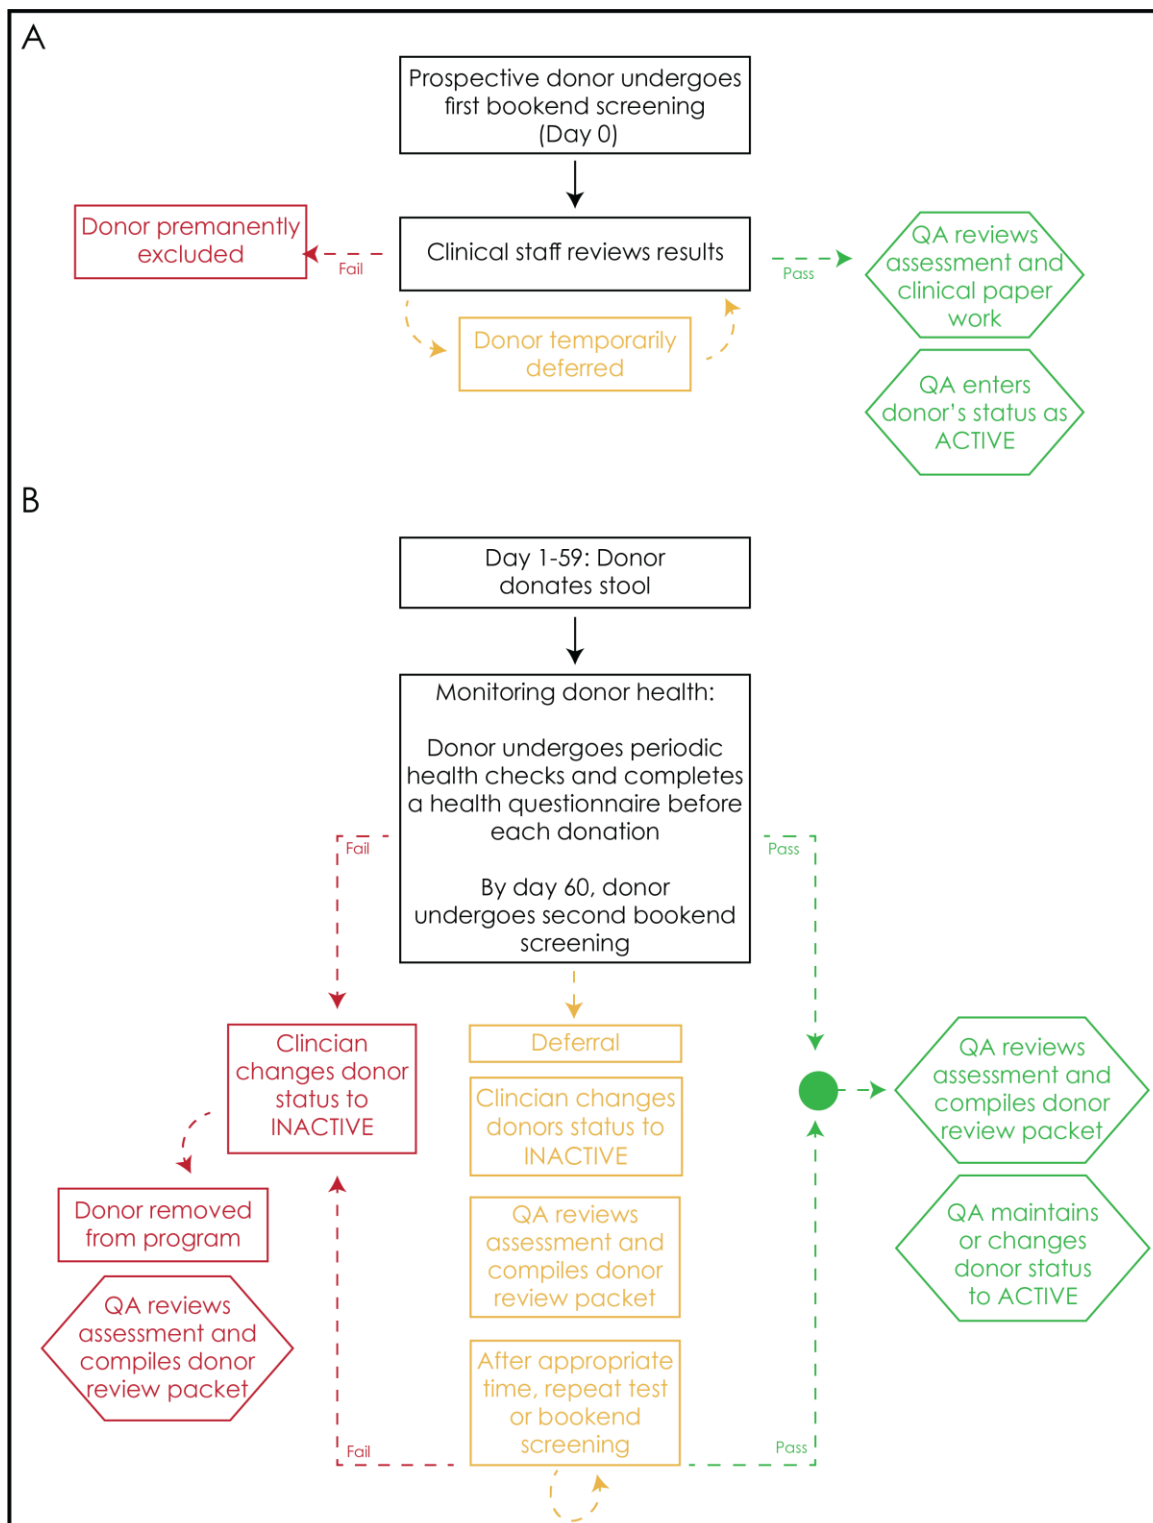 A
Prospective donor undergoes
first bookend screening
(Day 0)
Donor premanently
excluded
Fail
Clinical staff reviews results
Pass
QA reviews
assessment and
clinical paper
work
Donor temporarily
deferred
QA enters
donor's status as
ACTIVE
B
Day 1-59: Donor
donates stool
Monitoring donor health:
Donor undergoes periodic
health checks and completes
a health questionnaire before
each donation
By day 60, donor
undergoes second bookend
screening
Fail
Pass
Clincian
changes donor
status to
INACTIVE
Donor removed
from program
QA reviews
assessment and
compiles donor
review packet
Deferral
Clincian changes
donors status to
INACTIVE
QA reviews
assessment and
compiles donor
review packet
After appropriate
time, repeat test
or bookend
screening
Fail
Pass
QA reviews
assessment and
compiles donor
review packet
QA maintains
or changes
donor status
to ACTIVE